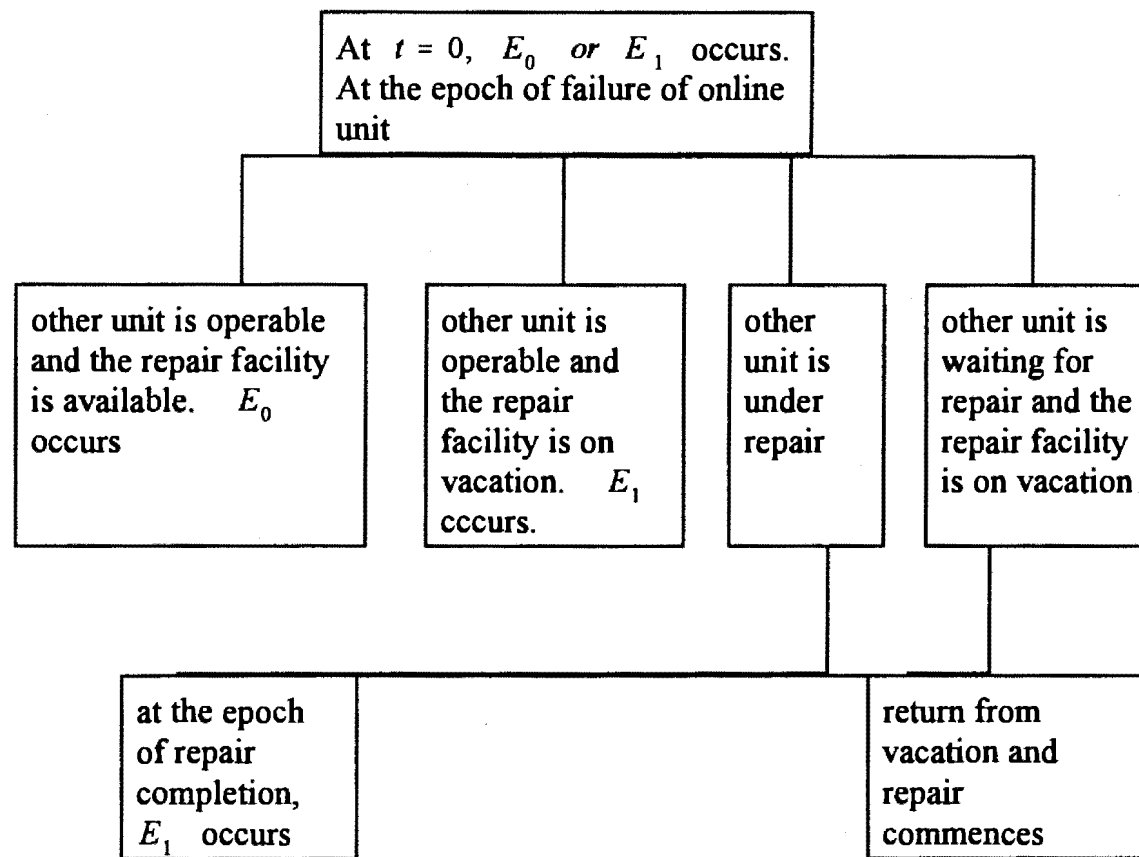 At t = 0, E₀ or E₁ occurs.
At the epoch of failure of online
unit
other unit is operable
and the repair facility
is available. E₀
occurs
other unit is
operable and
the repair
facility is on
vacation. E₁
cccurs.
other
unit is
under
repair
other unit is
waiting for
repair and the
repair facility
is on vacation
at the epoch
of repair
completion,
E₁ occurs
return from
vacation and
repair
commences